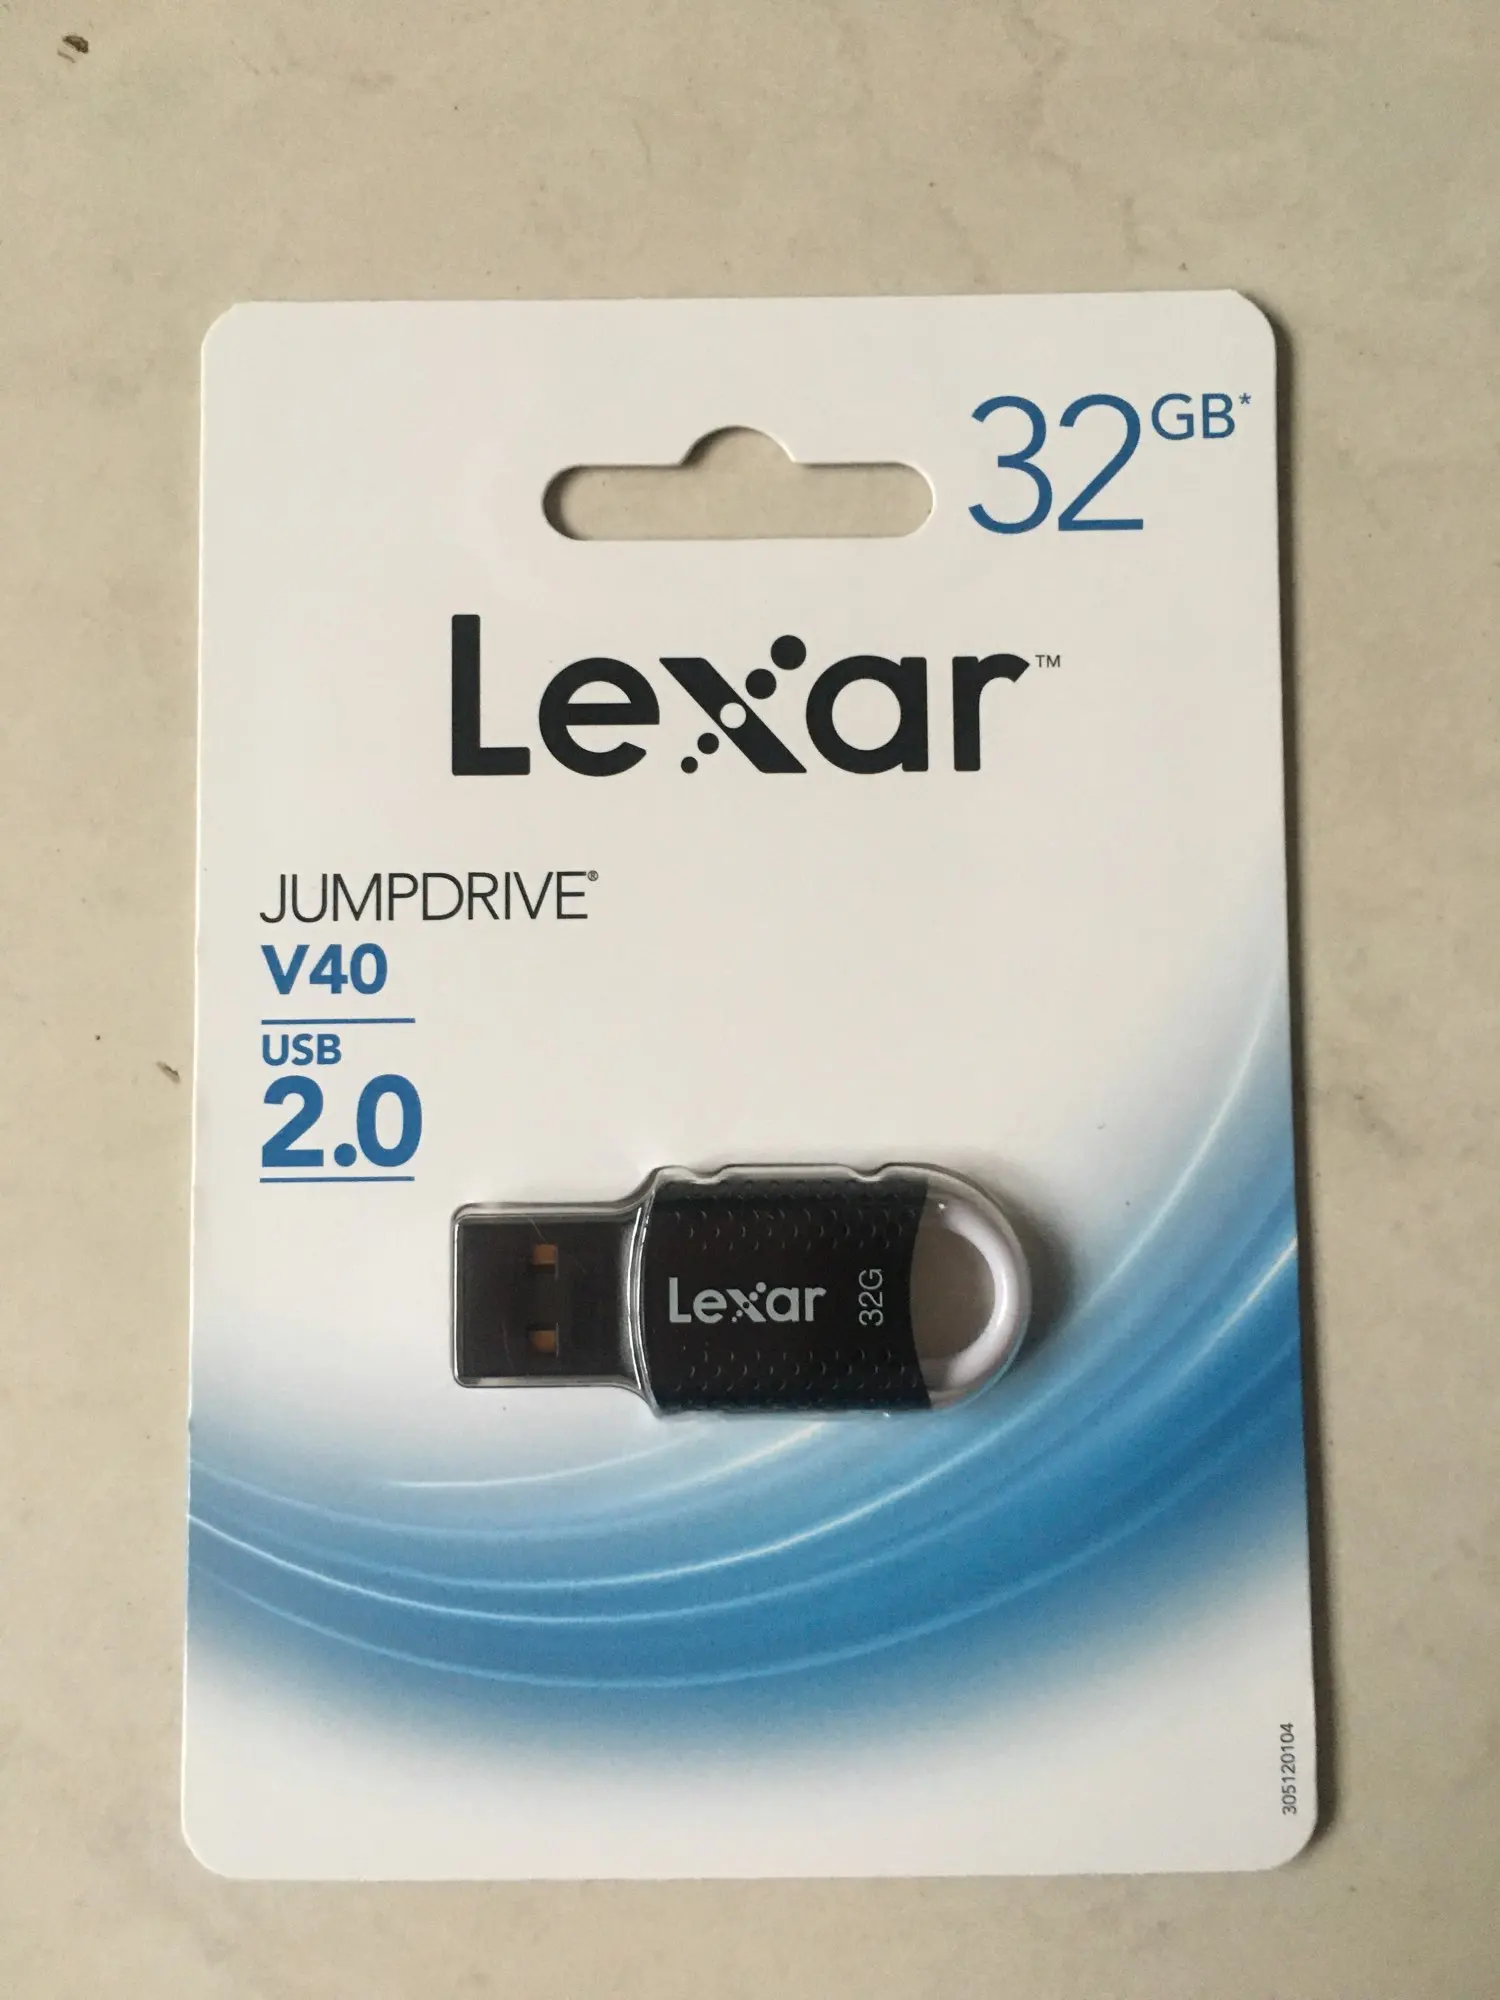 32GB*
Lexar™
JUMPDRIVE®
V40
USB
2.0
Lexar 32G
305120104